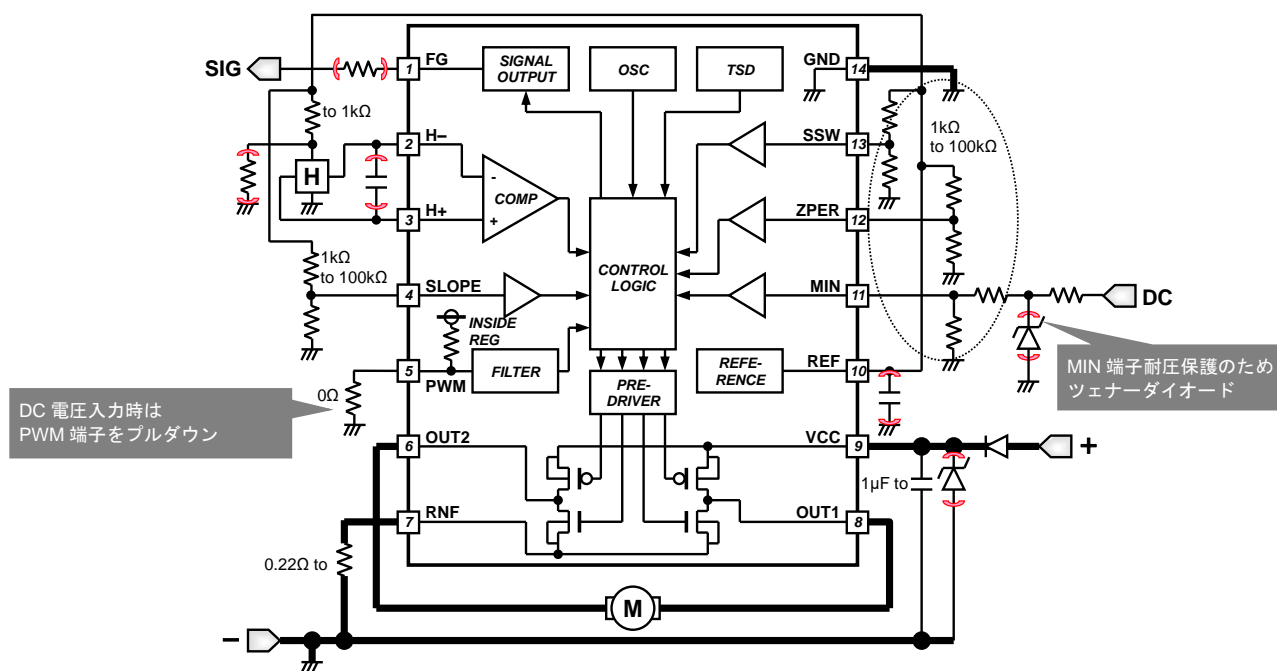 SIG
1
FG
SIGNAL
OUTPUT
OSC
TSD
GND
14
to 1kΩ
1kΩ
to 100kΩ
2
H–
SSW
13
H
-
COMP
+
3
H+
ZPER
12
1kΩ
to 100kΩ
CONTROL
LOGIC
4
SLOPE
MIN
11
DC
INSIDE
REG
5
PWM
FILTER
REFE-
RENCE
REF
10
MIN 端子耐圧保護のため
ツェナーダイオード
0Ω
DC 電圧入力時は
PWM 端子をプルダウン
PRE-
DRIVER
6
OUT2
VCC
9
+
1µF to
7
RNF
OUT1
8
0.22Ω to
M
–